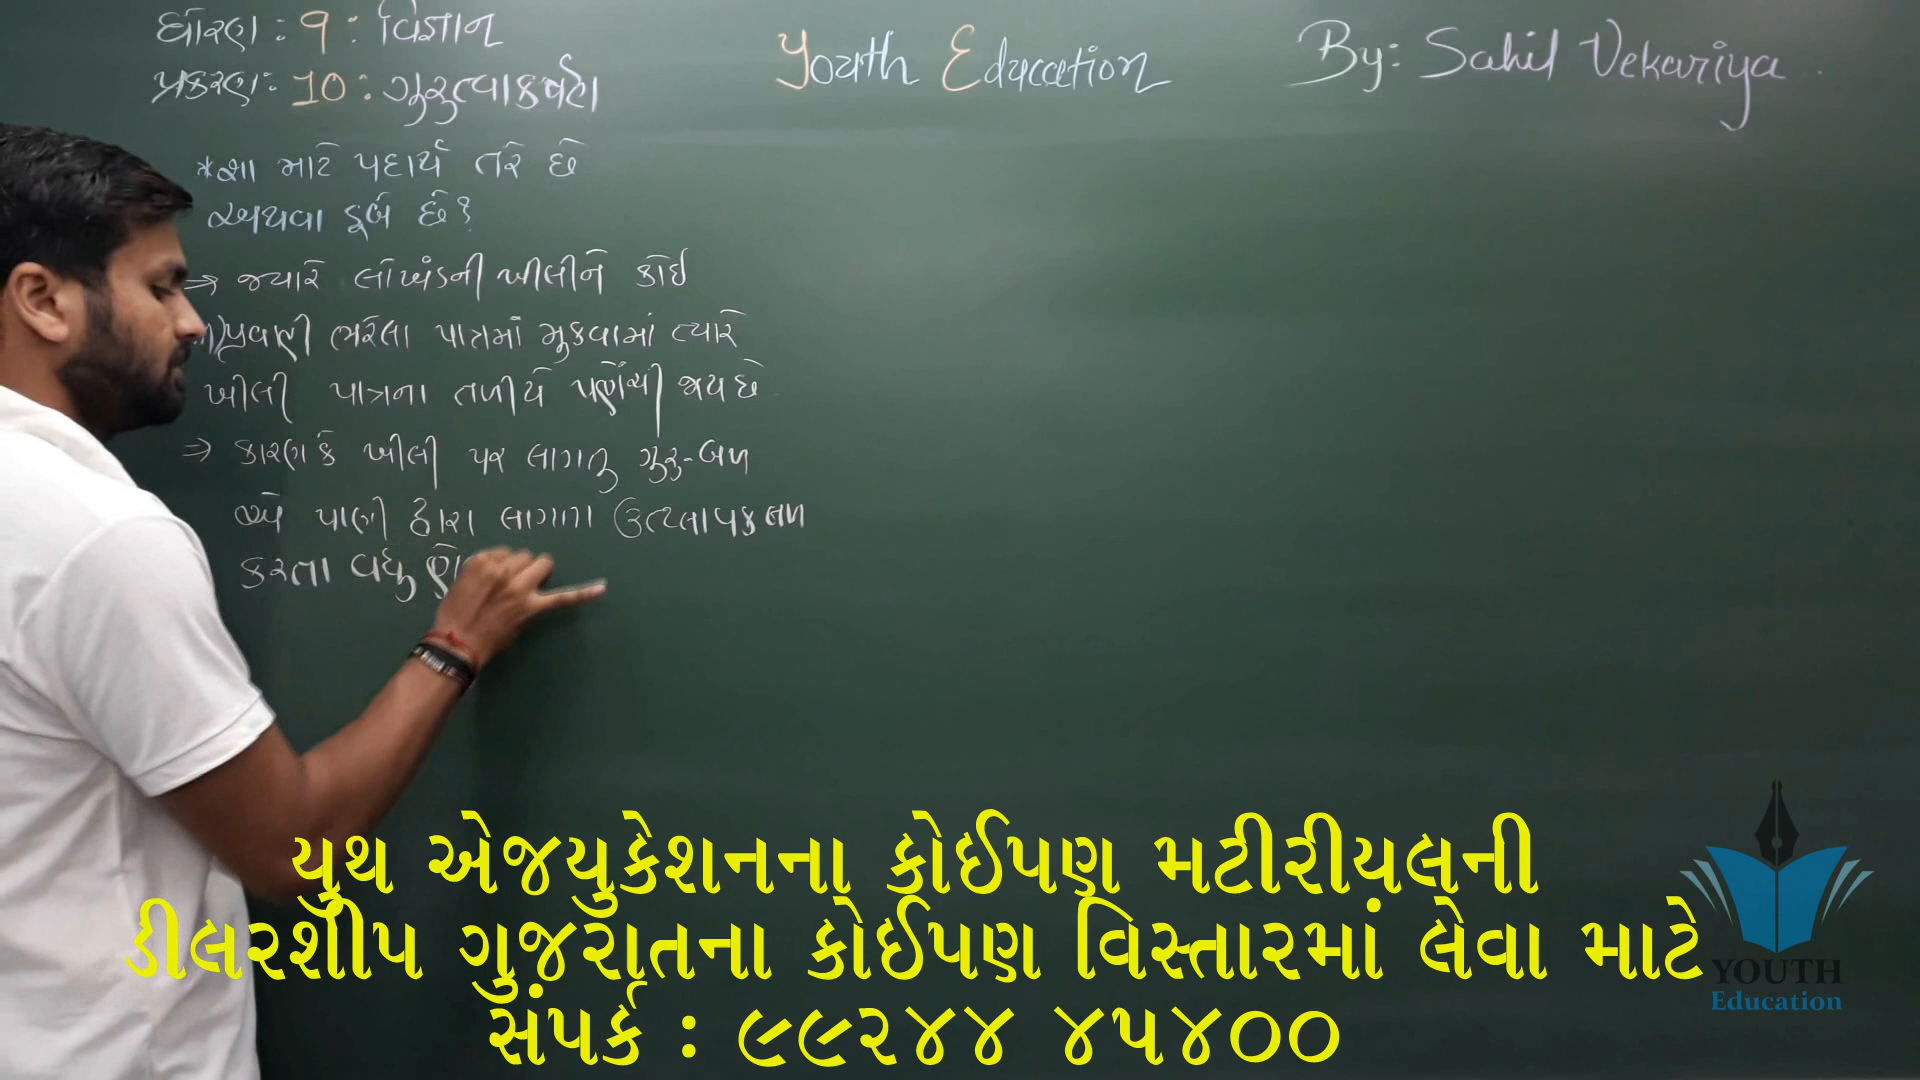 ધોરણ : 9 : વિજ્ઞાન
પ્રકરણ : 10 : ગુરુત્વાકર્ષણ
Youth Education
By: Sahil Vekariya
*શા માટે પદાર્થ તરે છે
અથવા ડૂબે છે?
⇒ જ્યારે લોખંડની ખીલીને કોઈ
પ્રવાહી ભરેલા પાત્રમાં મુકવામાં ત્યારે
ખીલી પાત્રના તળીયે પહોંચી જાય છે
⇒ કારણ કે ખીલી પર લાગતુ ગુરુ-બળ
એ પાણી દ્વારા લાગતા ઉત્પ્લાવક બળ
કરતા વધુ
યુથ એજયુકેશનના કોઈપણ મટીરીયલની
ડીલરશીપ ગુજરાતના કોઈપણ વિસ્તારમાં લેવા માટે
સંપર્ક : ૯૯૨૪૪ ૪૫૪૦૦
YOUTH
Education